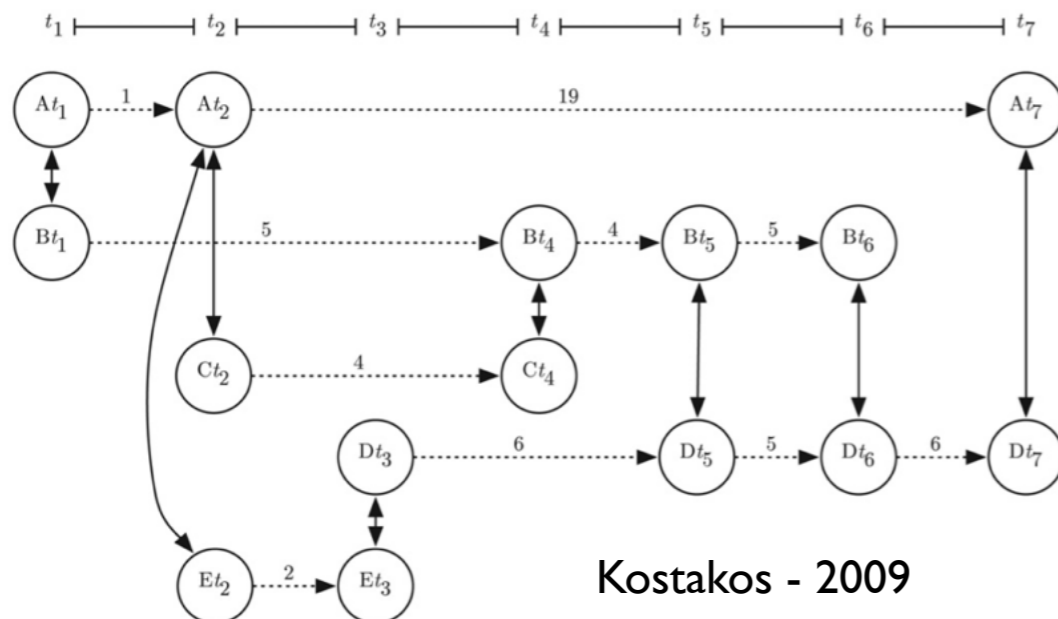 t₁ t₂ t₃ t₄ t₅ t₆ t₇
At₁ 1 At₂ 19 At₇
Bt₁ 5 Bt₄ 4 Bt₅ 5 Bt₆
Ct₂ 4 Ct₄
Dt₃ 6 Dt₅ 5 Dt₆ 6 Dt₇
Et₂ 2 Et₃
Kostakos - 2009